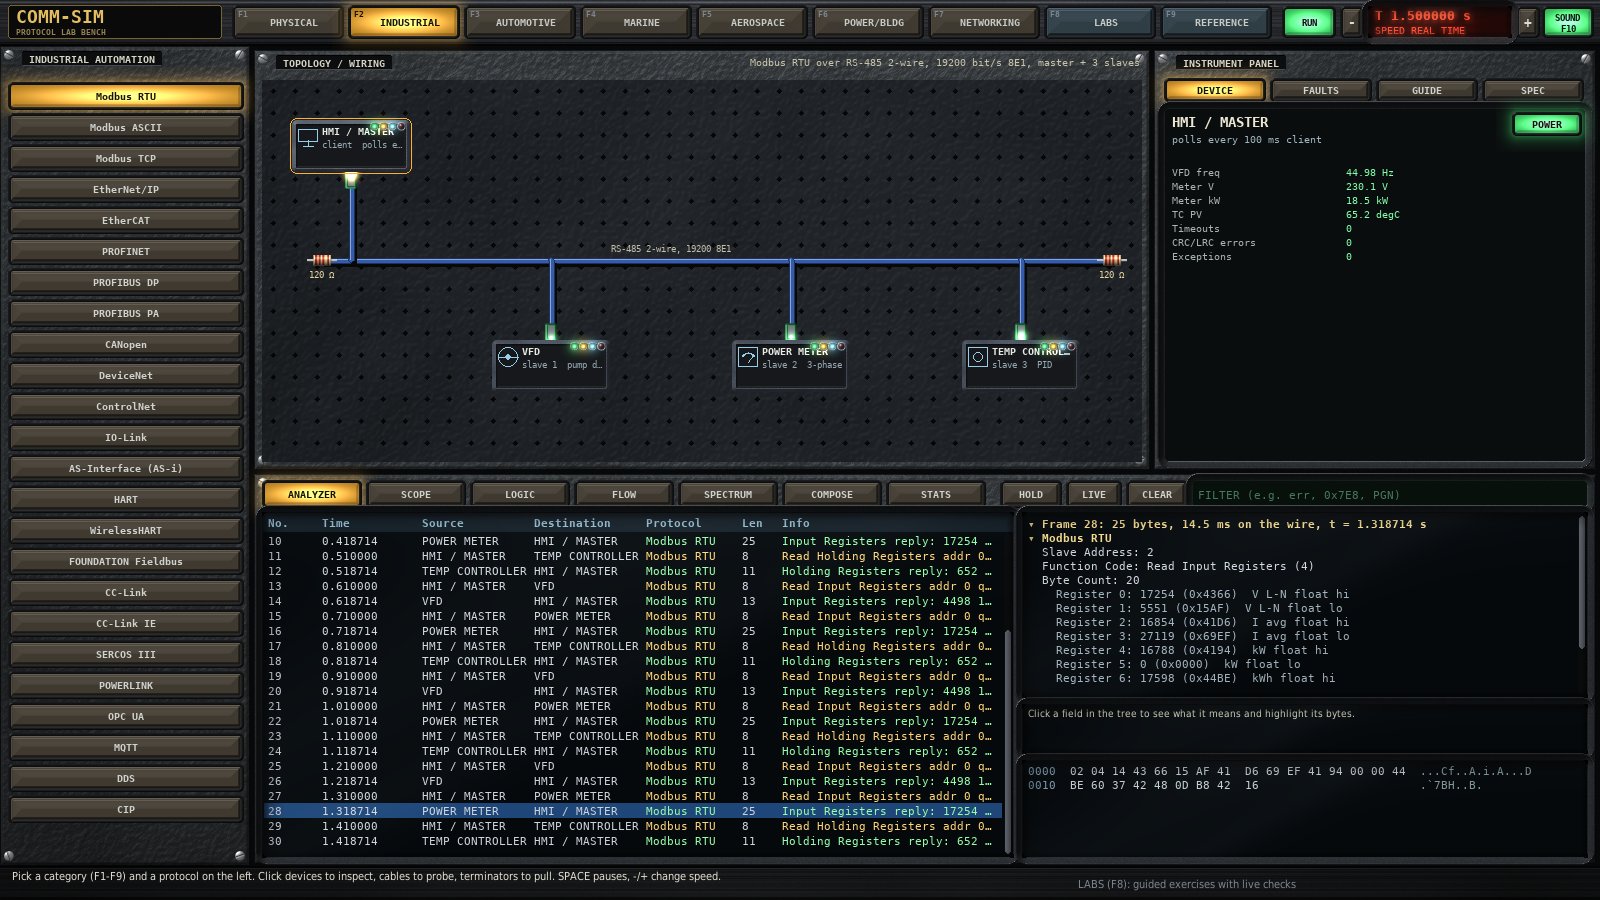 COMM-SIM
PROTOCOL LAB BENCH
F1 PHYSICAL
F2 INDUSTRIAL
F3 AUTOMOTIVE
F4 MARINE
F5 AEROSPACE
F6 POWER/BLDG
F7 NETWORKING
F8 LABS
F9 REFERENCE
RUN
-
T 1.500000 s
SPEED REAL TIME
+
SOUND
F10
INDUSTRIAL AUTOMATION
Modbus RTU
Modbus ASCII
Modbus TCP
EtherNet/IP
EtherCAT
PROFINET
PROFIBUS DP
PROFIBUS PA
CANopen
DeviceNet
ControlNet
IO-Link
AS-Interface (AS-i)
HART
WirelessHART
FOUNDATION Fieldbus
CC-Link
CC-Link IE
SERCOS III
POWERLINK
OPC UA
MQTT
DDS
CIP
TOPOLOGY / WIRING
Modbus RTU over RS-485 2-wire, 19200 bit/s 8E1, master + 3 slaves
HMI / MASTER
client polls e…
RS-485 2-wire, 19200 8E1
120 Ω
120 Ω
VFD
slave 1 pump d…
POWER METER
slave 2 3-phase
TEMP CONTROL…
slave 3 PID
INSTRUMENT PANEL
DEVICE
FAULTS
GUIDE
SPEC
HMI / MASTER
POWER
polls every 100 ms client
VFD freq 44.98 Hz
Meter V 230.1 V
Meter kW 18.5 kW
TC PV 65.2 degC
Timeouts 0
CRC/LRC errors 0
Exceptions 0
ANALYZER
SCOPE
LOGIC
FLOW
SPECTRUM
COMPOSE
STATS
HOLD
LIVE
CLEAR
FILTER (e.g. err, 0x7E8, PGN)
No. Time Source Destination Protocol Len Info
10 0.418714 POWER METER HMI / MASTER Modbus RTU 25 Input Registers reply: 17254 …
11 0.510000 HMI / MASTER TEMP CONTROLLER Modbus RTU 8 Read Holding Registers addr 0…
12 0.518714 TEMP CONTROLLER HMI / MASTER Modbus RTU 11 Holding Registers reply: 652 …
13 0.610000 HMI / MASTER VFD Modbus RTU 8 Read Input Registers addr 0 q…
14 0.618714 VFD HMI / MASTER Modbus RTU 13 Input Registers reply: 4498 1…
15 0.710000 HMI / MASTER POWER METER Modbus RTU 8 Read Input Registers addr 0 q…
16 0.718714 POWER METER HMI / MASTER Modbus RTU 25 Input Registers reply: 17254 …
17 0.810000 HMI / MASTER TEMP CONTROLLER Modbus RTU 8 Read Holding Registers addr 0…
18 0.818714 TEMP CONTROLLER HMI / MASTER Modbus RTU 11 Holding Registers reply: 652 …
19 0.910000 HMI / MASTER VFD Modbus RTU 8 Read Input Registers addr 0 q…
20 0.918714 VFD HMI / MASTER Modbus RTU 13 Input Registers reply: 4498 1…
21 1.010000 HMI / MASTER POWER METER Modbus RTU 8 Read Input Registers addr 0 q…
22 1.018714 POWER METER HMI / MASTER Modbus RTU 25 Input Registers reply: 17254 …
23 1.110000 HMI / MASTER TEMP CONTROLLER Modbus RTU 8 Read Holding Registers addr 0…
24 1.118714 TEMP CONTROLLER HMI / MASTER Modbus RTU 11 Holding Registers reply: 652 …
25 1.210000 HMI / MASTER VFD Modbus RTU 8 Read Input Registers addr 0 q…
26 1.218714 VFD HMI / MASTER Modbus RTU 13 Input Registers reply: 4498 1…
27 1.310000 HMI / MASTER POWER METER Modbus RTU 8 Read Input Registers addr 0 q…
28 1.318714 POWER METER HMI / MASTER Modbus RTU 25 Input Registers reply: 17254 …
29 1.410000 HMI / MASTER TEMP CONTROLLER Modbus RTU 8 Read Holding Registers addr 0…
30 1.418714 TEMP CONTROLLER HMI / MASTER Modbus RTU 11 Holding Registers reply: 652 …
▾ Frame 28: 25 bytes, 14.5 ms on the wire, t = 1.318714 s
▾ Modbus RTU
Slave Address: 2
Function Code: Read Input Registers (4)
Byte Count: 20
Register 0: 17254 (0x4366) V L-N float hi
Register 1: 5551 (0x15AF) V L-N float lo
Register 2: 16854 (0x41D6) I avg float hi
Register 3: 27119 (0x69EF) I avg float lo
Register 4: 16788 (0x4194) kW float hi
Register 5: 0 (0x0000) kW float lo
Register 6: 17598 (0x44BE) kWh float hi
Click a field in the tree to see what it means and highlight its bytes.
0000 02 04 14 43 66 15 AF 41 D6 69 EF 41 94 00 00 44 ...Cf..A.i.A...D
0010 BE 60 37 42 48 0D B8 42 16 .`7BH..B.
Pick a category (F1-F9) and a protocol on the left. Click devices to inspect, cables to probe, terminators to pull. SPACE pauses, -/+ change speed.
LABS (F8): guided exercises with live checks